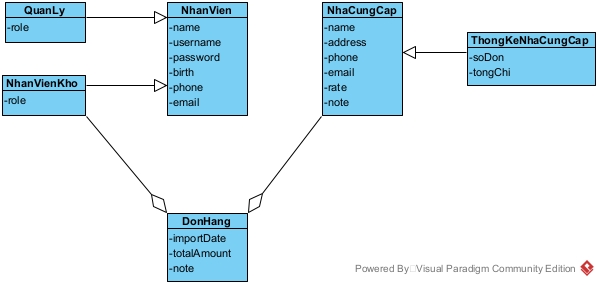 QuanLy
-role
NhanVien
-name
-username
-password
-birth
-phone
-email
NhaCungCap
-name
-address
-phone
-email
-rate
-note
ThongKeNhaCungCap
-soDon
-tongChi
NhanVienKho
-role
DonHang
-importDate
-totalAmount
-note
Powered By Visual Paradigm Community Edition